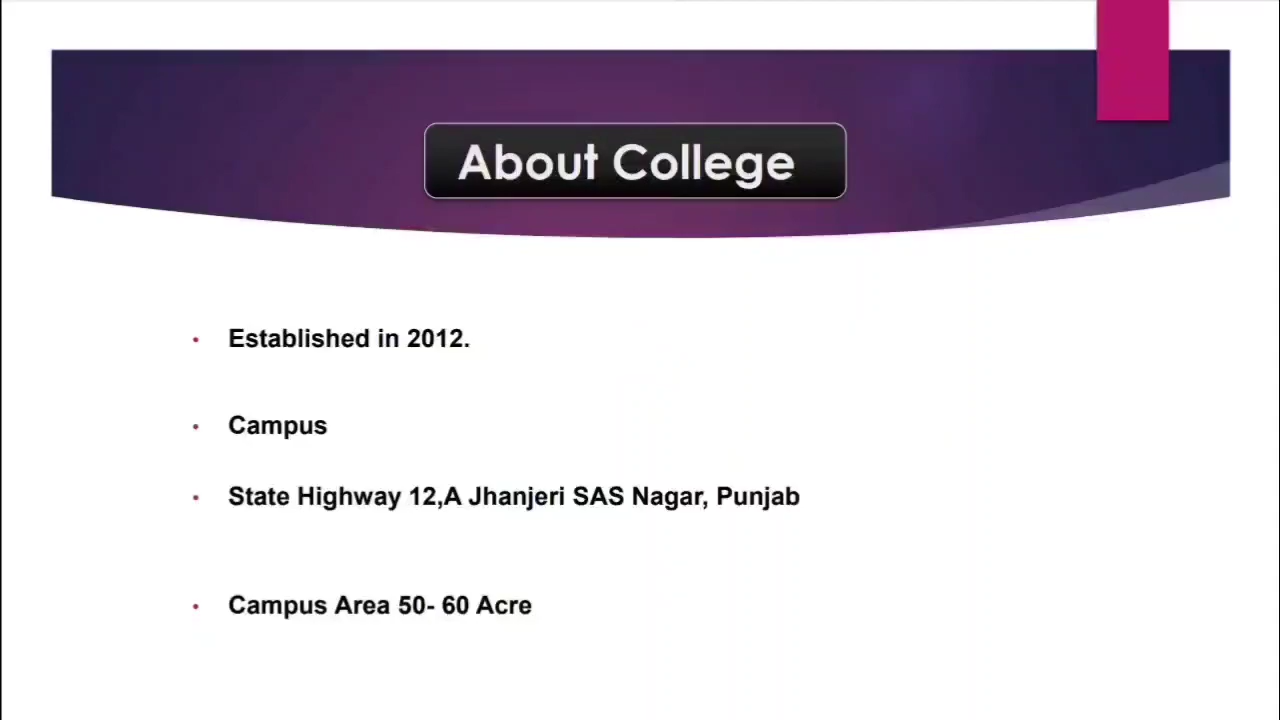 About College
• Established in 2012.
• Campus
• State Highway 12,A Jhanjeri SAS Nagar, Punjab
• Campus Area 50- 60 Acre